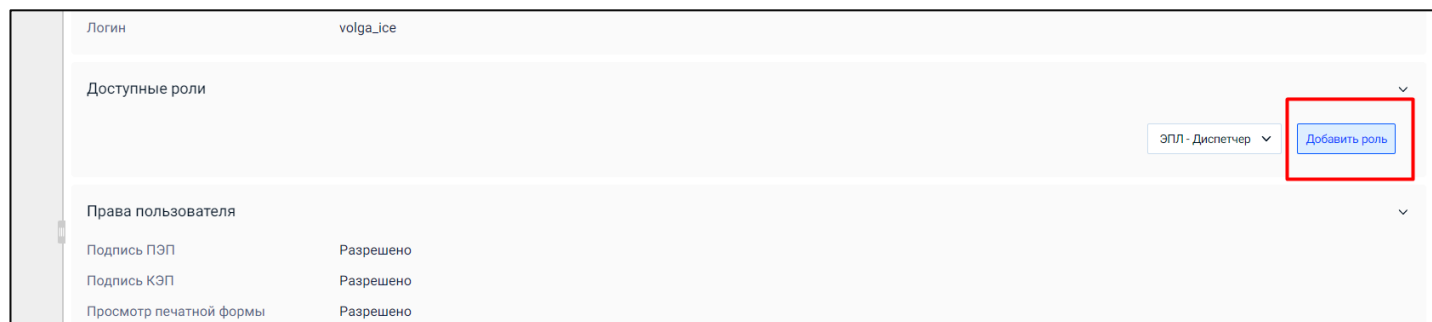 Логин volga_ice
Доступные роли
ЭПЛ - Диспетчер Добавить роль
Права пользователя
Подпись ПЭП Разрешено
Подпись КЭП Разрешено
Просмотр печатной формы Разрешено